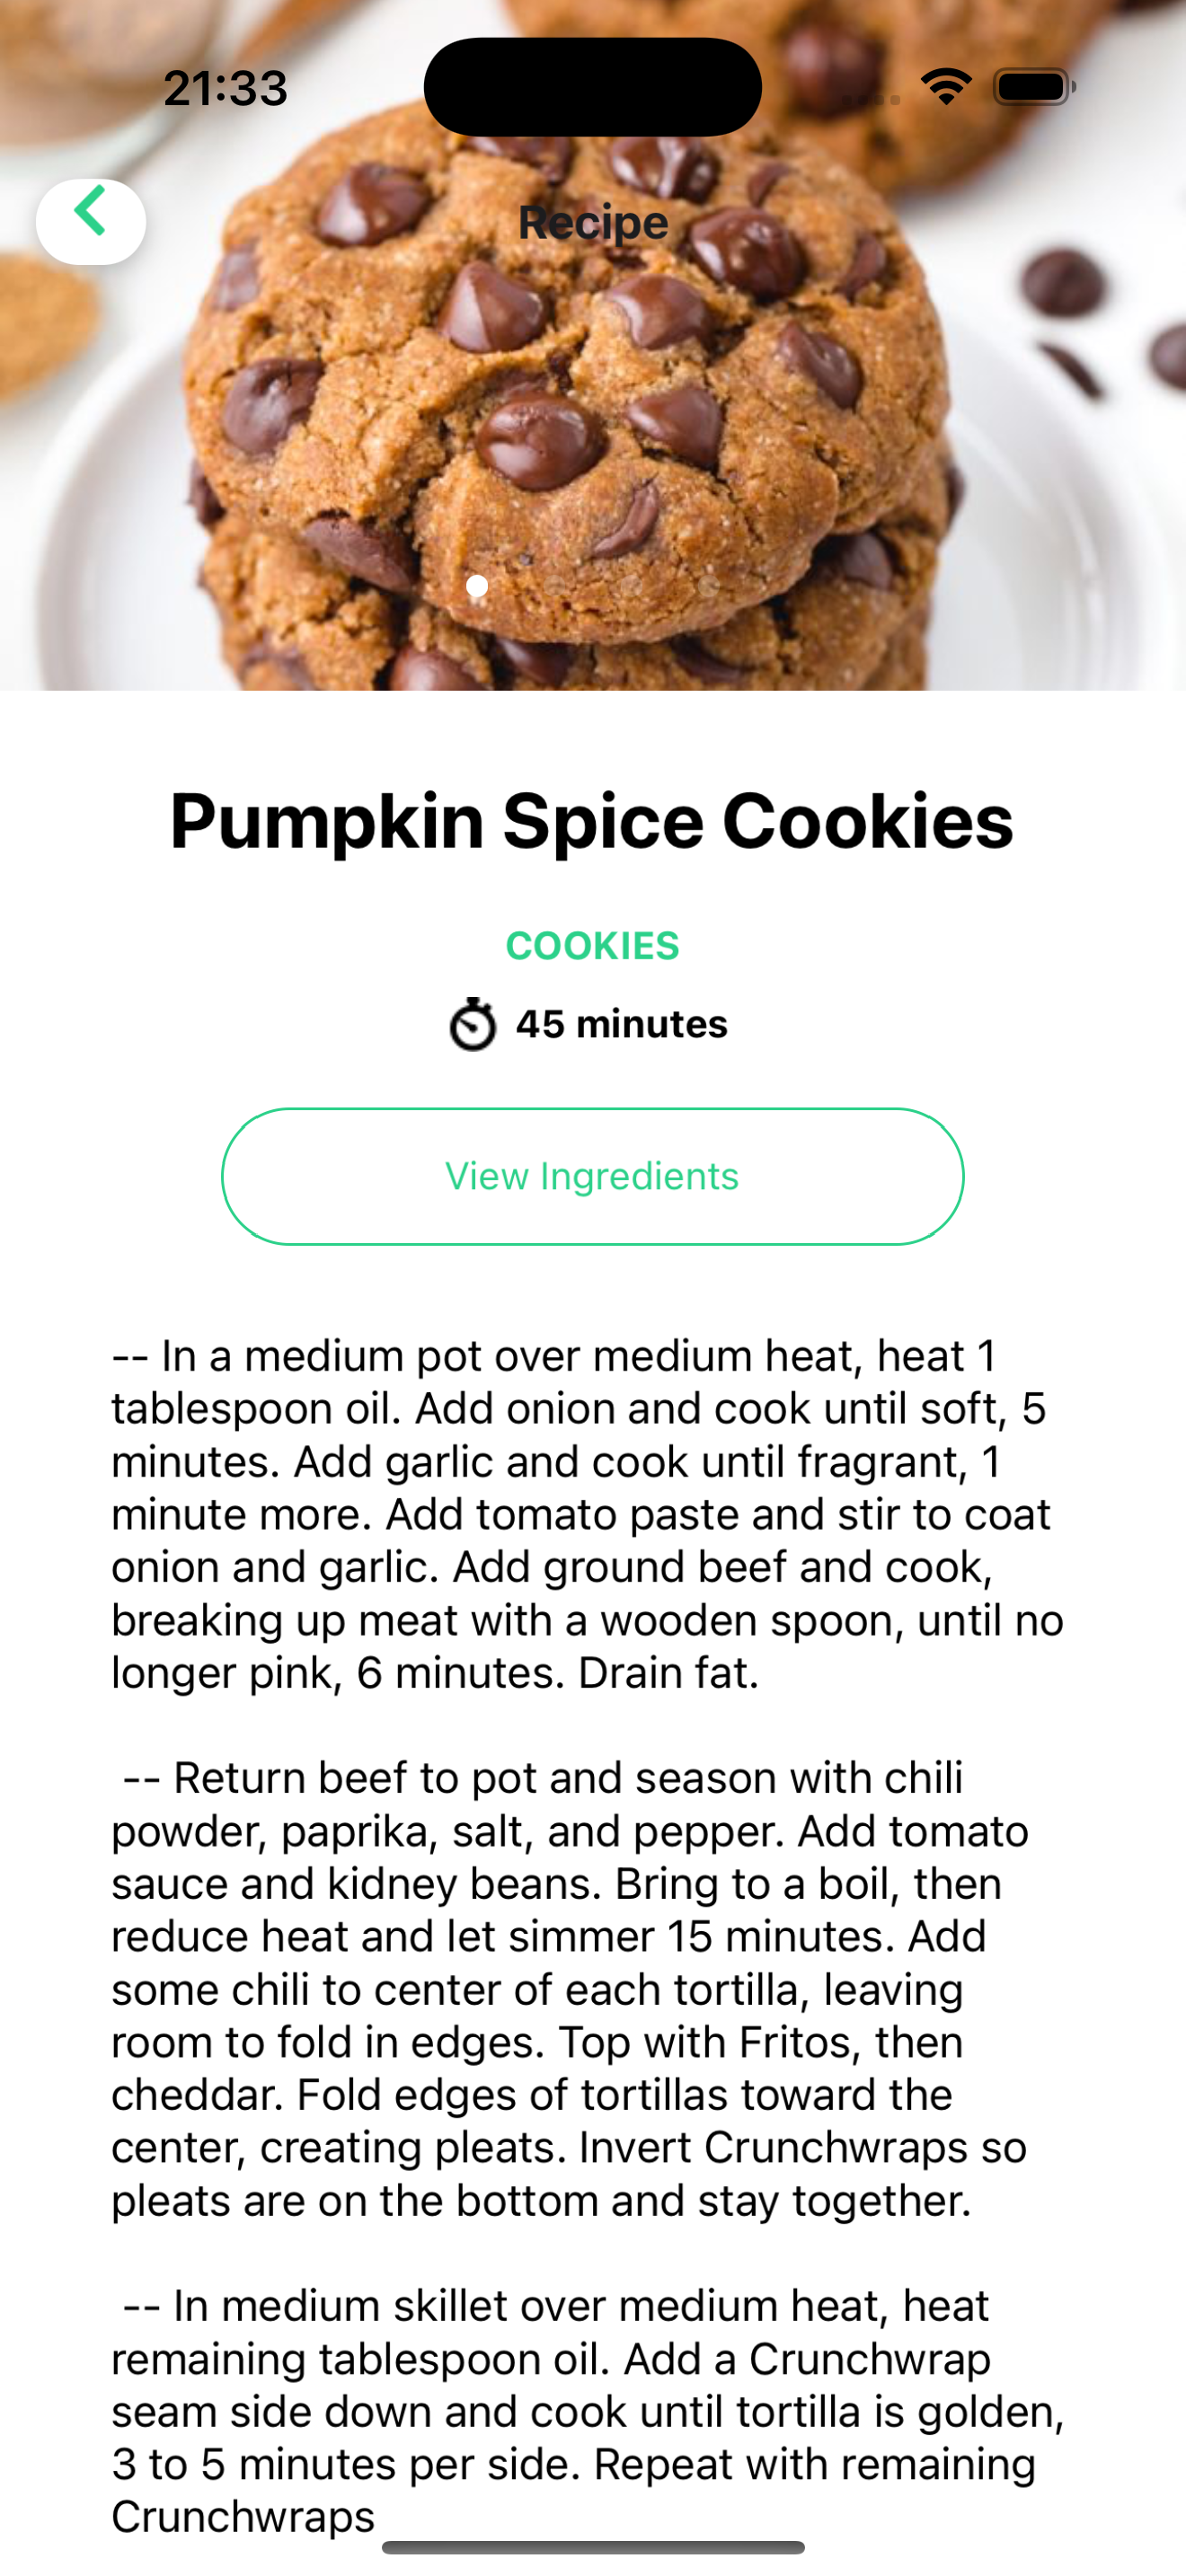 21:33
Recipe
Pumpkin Spice Cookies
COOKIES
45 minutes
View Ingredients
-- In a medium pot over medium heat, heat 1
tablespoon oil. Add onion and cook until soft, 5
minutes. Add garlic and cook until fragrant, 1
minute more. Add tomato paste and stir to coat
onion and garlic. Add ground beef and cook,
breaking up meat with a wooden spoon, until no
longer pink, 6 minutes. Drain fat.
-- Return beef to pot and season with chili
powder, paprika, salt, and pepper. Add tomato
sauce and kidney beans. Bring to a boil, then
reduce heat and let simmer 15 minutes. Add
some chili to center of each tortilla, leaving
room to fold in edges. Top with Fritos, then
cheddar. Fold edges of tortillas toward the
center, creating pleats. Invert Crunchwraps so
pleats are on the bottom and stay together.
-- In medium skillet over medium heat, heat
remaining tablespoon oil. Add a Crunchwrap
seam side down and cook until tortilla is golden,
3 to 5 minutes per side. Repeat with remaining
Crunchwraps